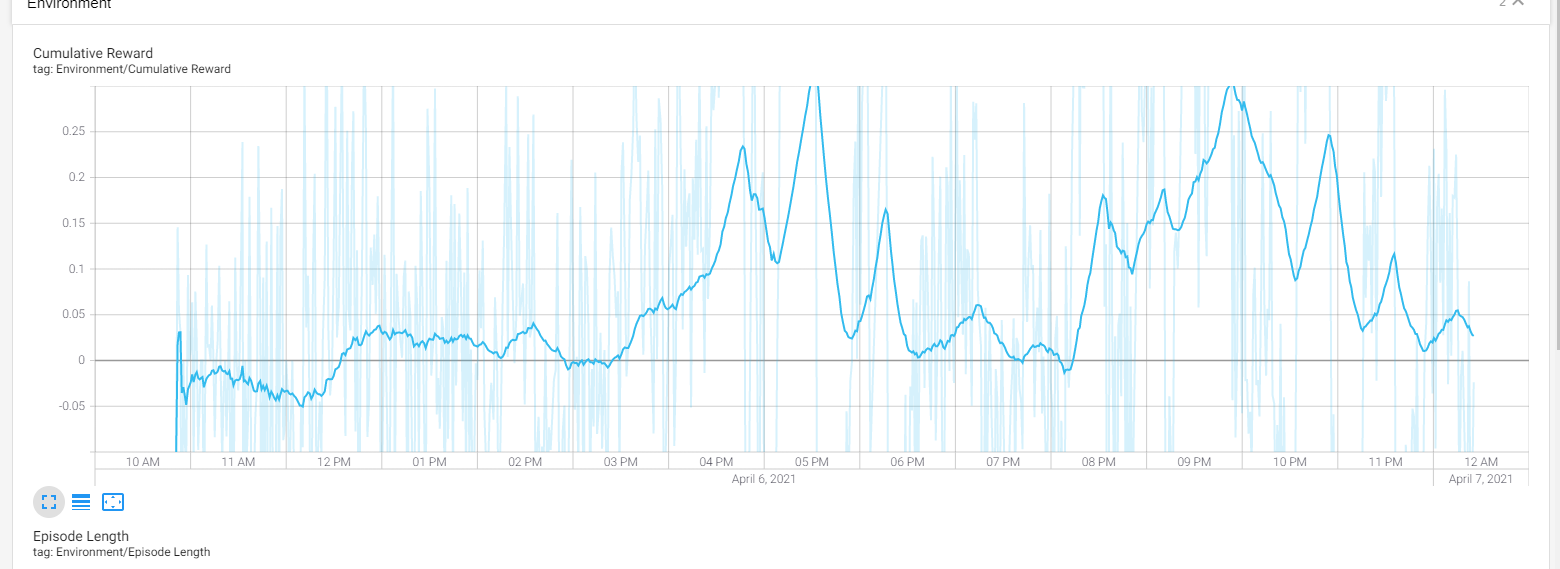 Environment
2
Cumulative Reward
tag: Environment/Cumulative Reward
0.25
0.2
0.15
0.1
0.05
0
-0.05
10 AM 11 AM 12 PM 01 PM 02 PM 03 PM 04 PM 05 PM 06 PM 07 PM 08 PM 09 PM 10 PM 11 PM 12 AM
April 6, 2021 April 7, 2021
Episode Length
tag: Environment/Episode Length